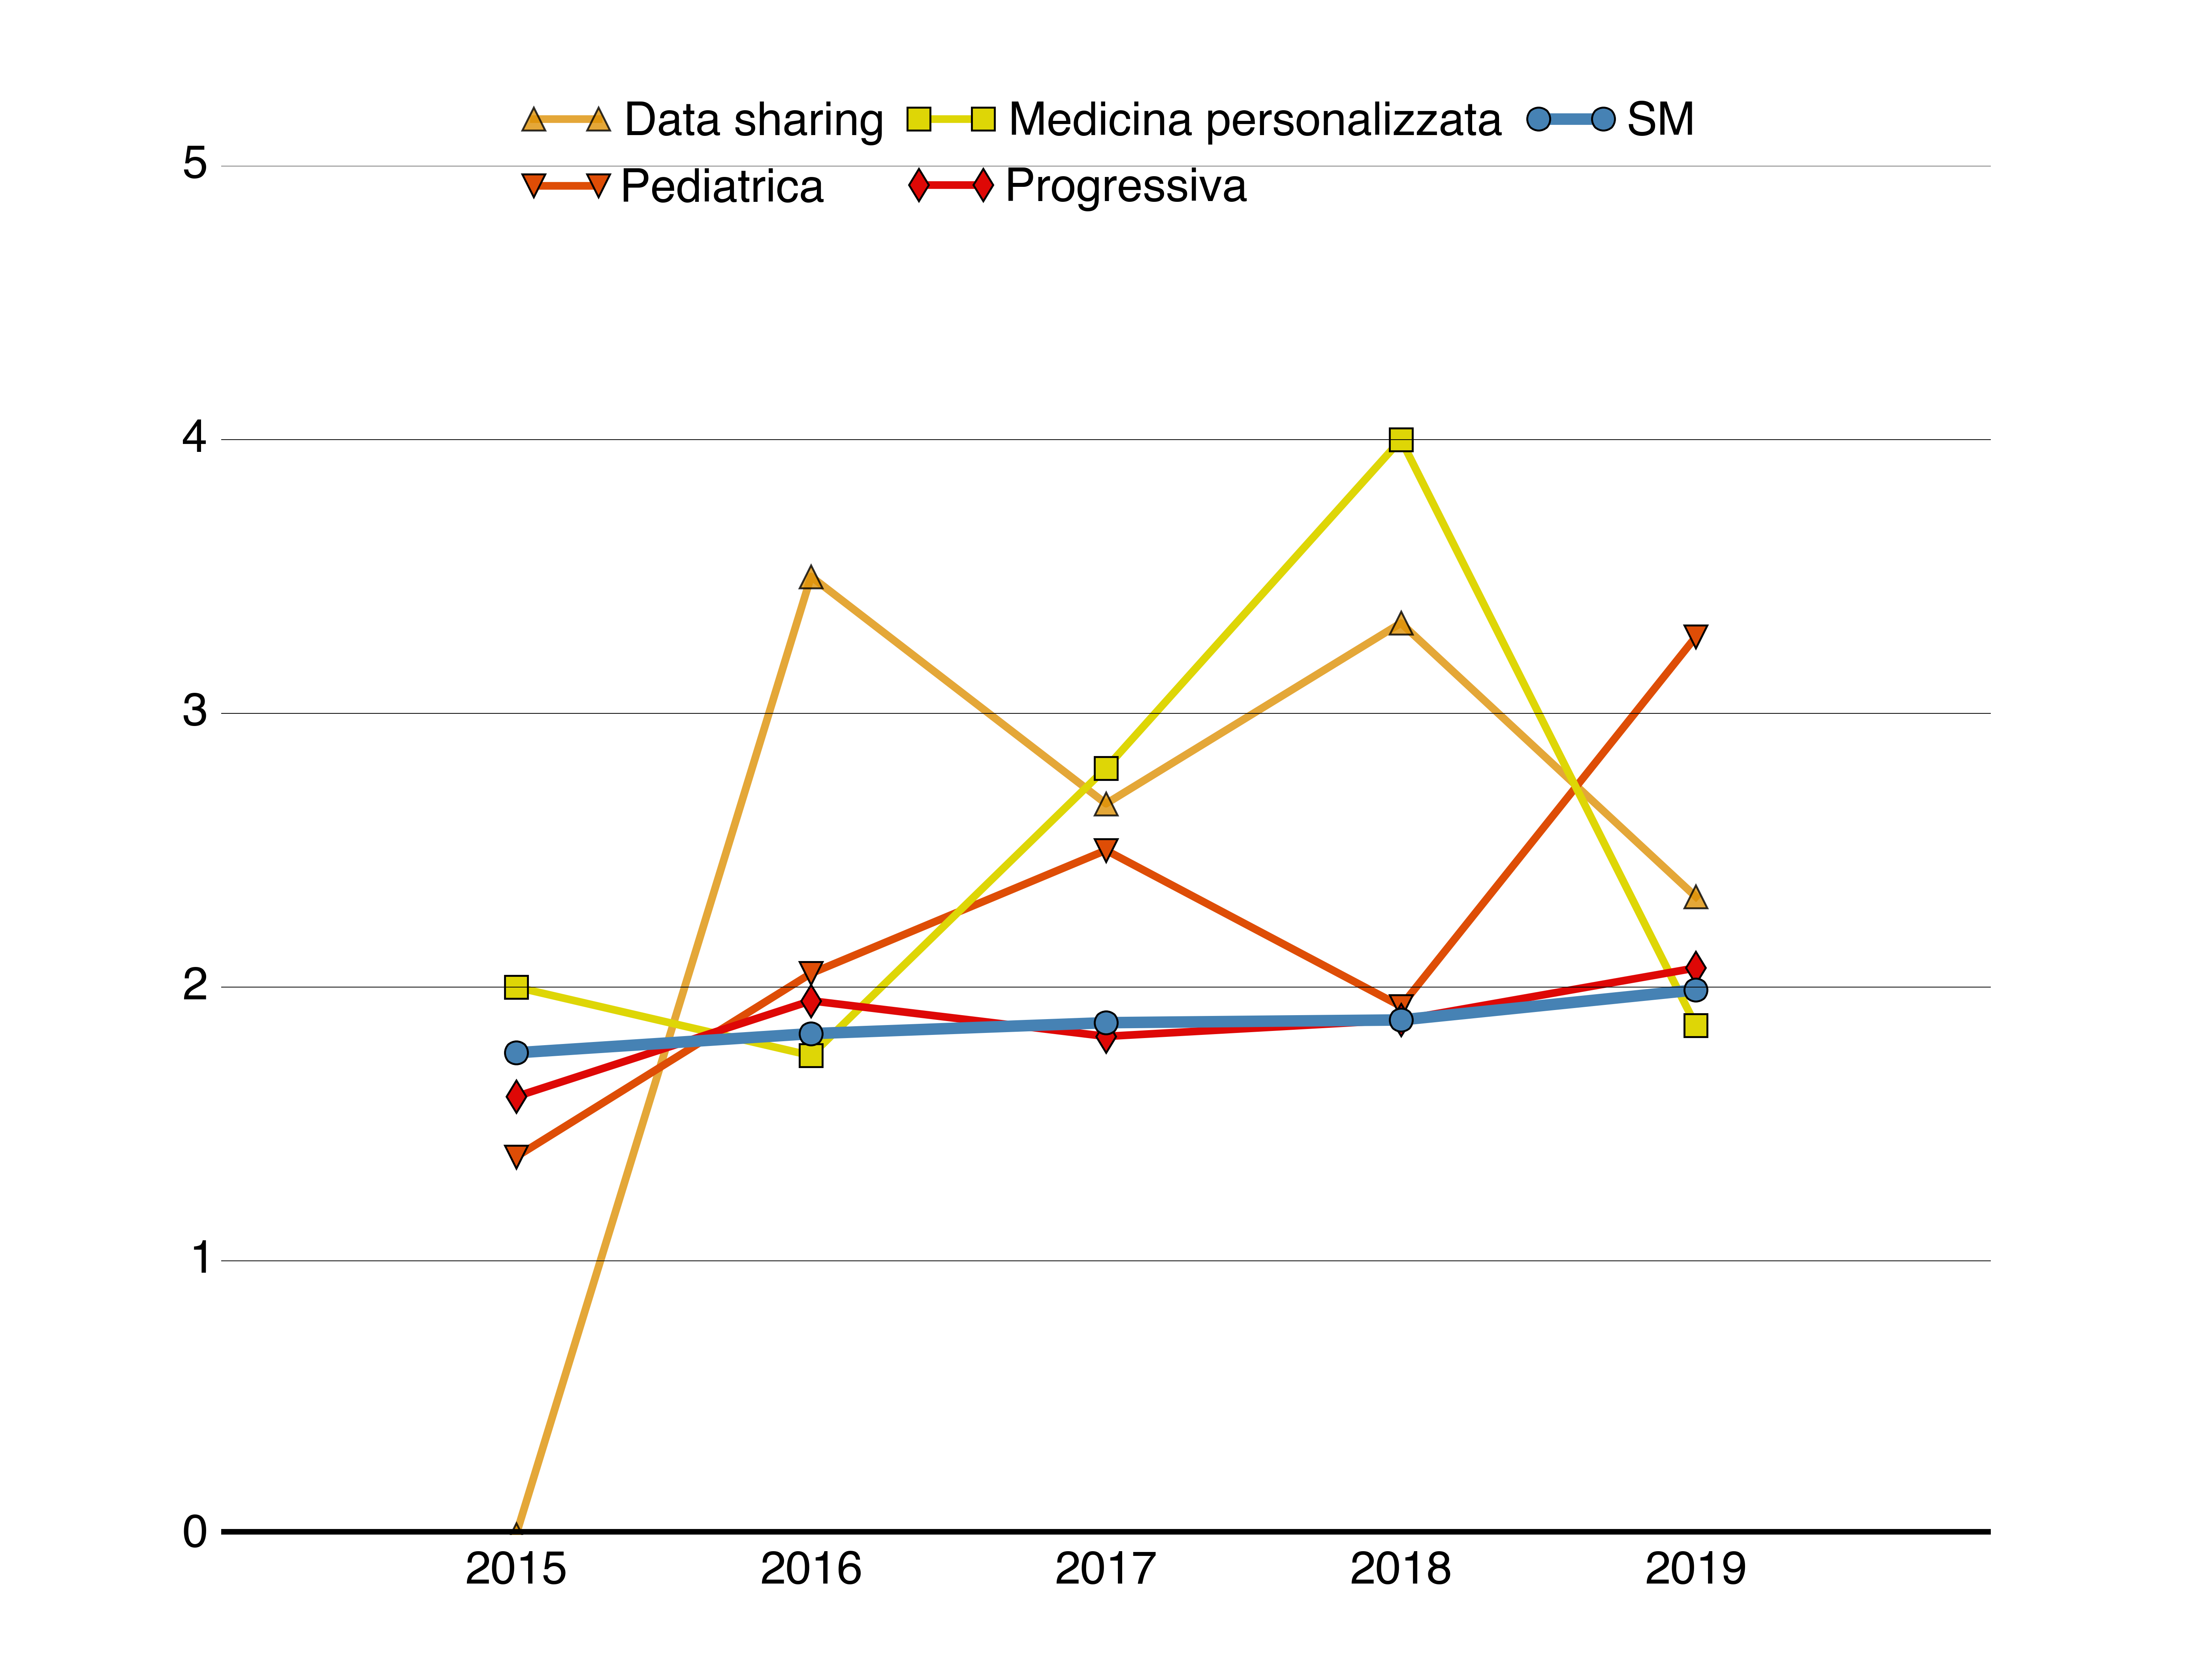 Data sharing Medicina personalizzata SM
Pediatrica Progressiva
5
4
3
2
1
0
2015 2016 2017 2018 2019